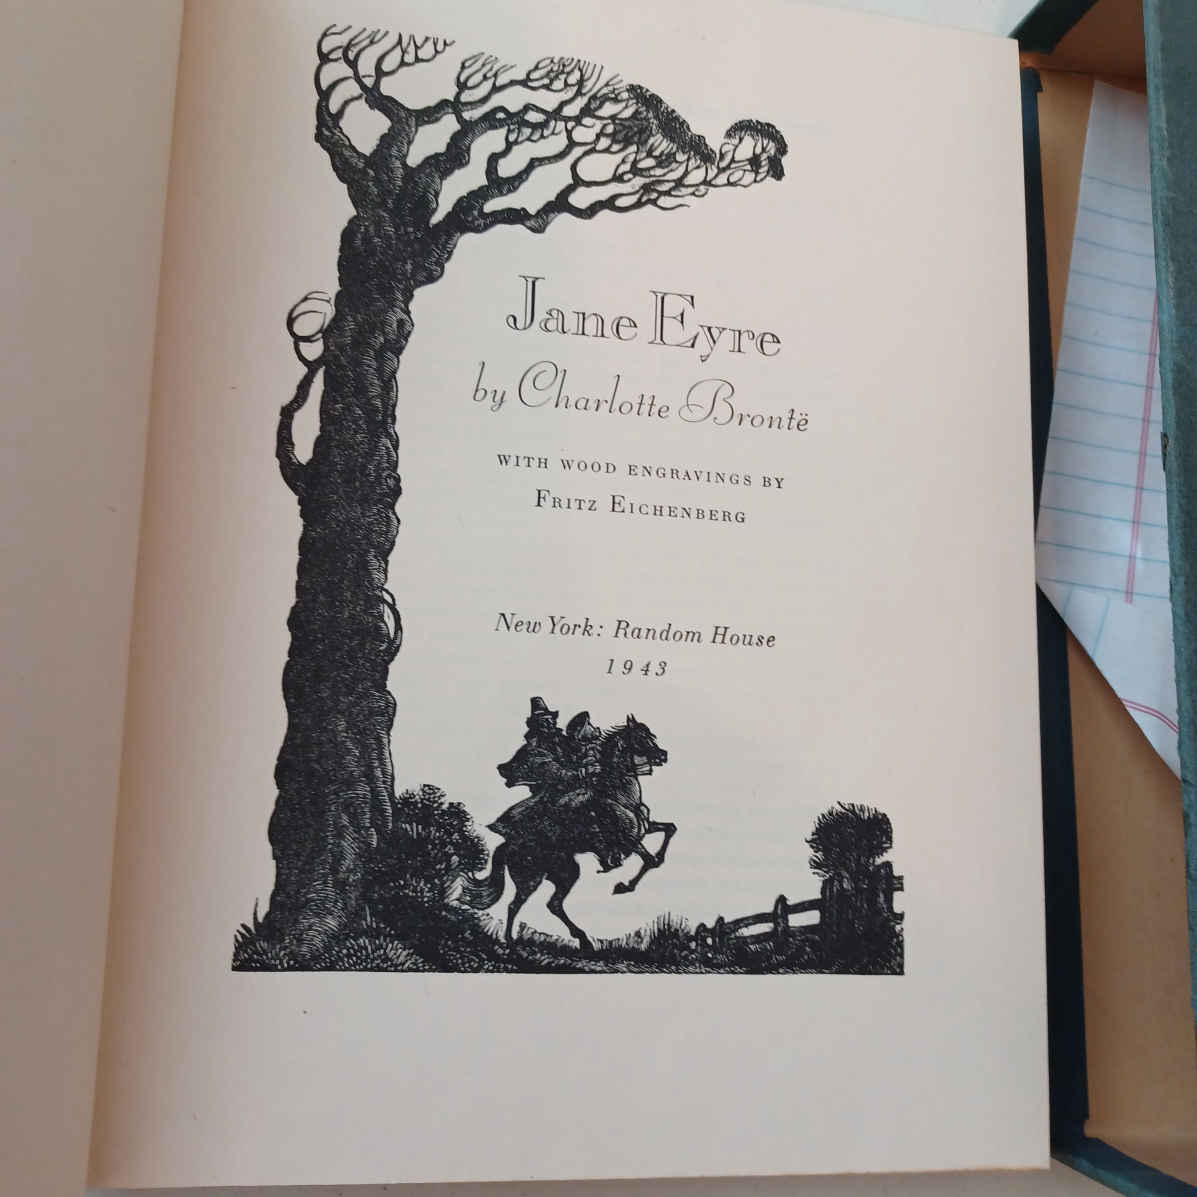 Jane Eyre
by Charlotte Brontë
WITH WOOD ENGRAVINGS BY
FRITZ EICHENBERG
New York: Random House
1943